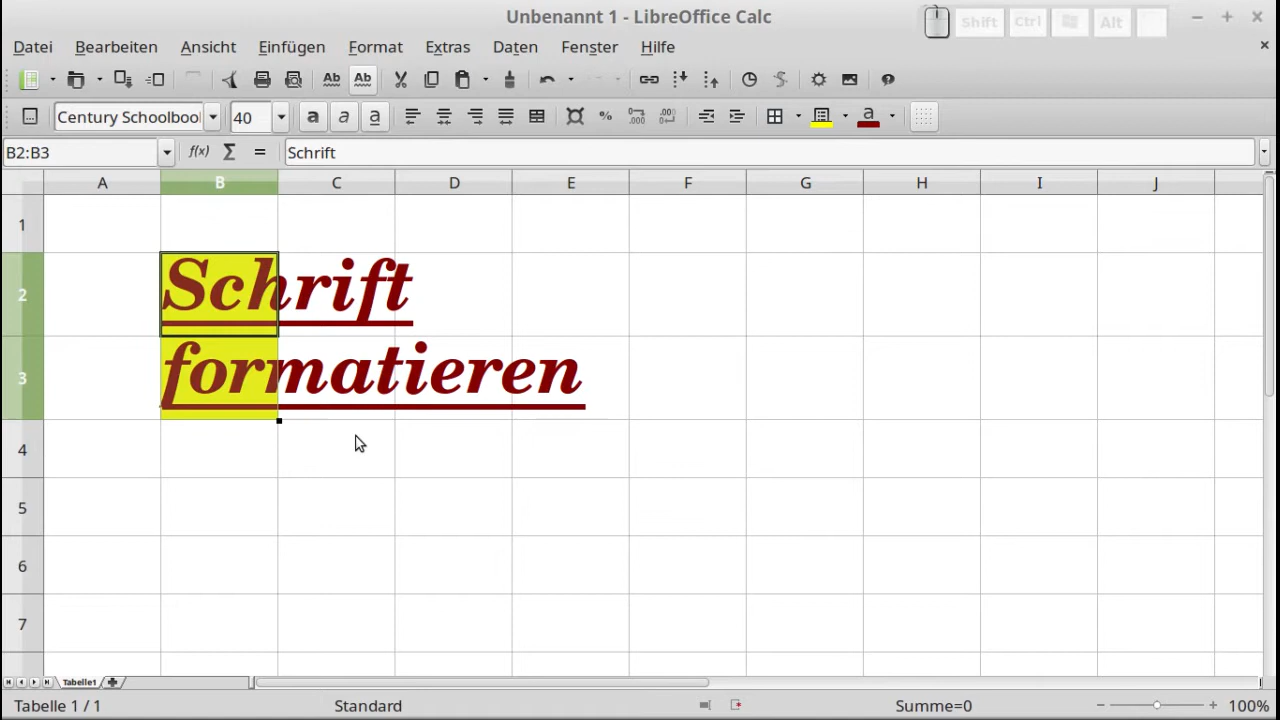 Unbenannt 1 - LibreOffice Calc
Shift Ctrl Alt
Datei Bearbeiten Ansicht Einfügen Format Extras Daten Fenster Hilfe
Century Schoolbool 40
B2:B3 f(x) Σ = Schrift
A B C D E F G H I J
1
2 Schrift
3 formatieren
4
5
6
7
Tabelle1
Tabelle 1 / 1 Standard Summe=0 100%